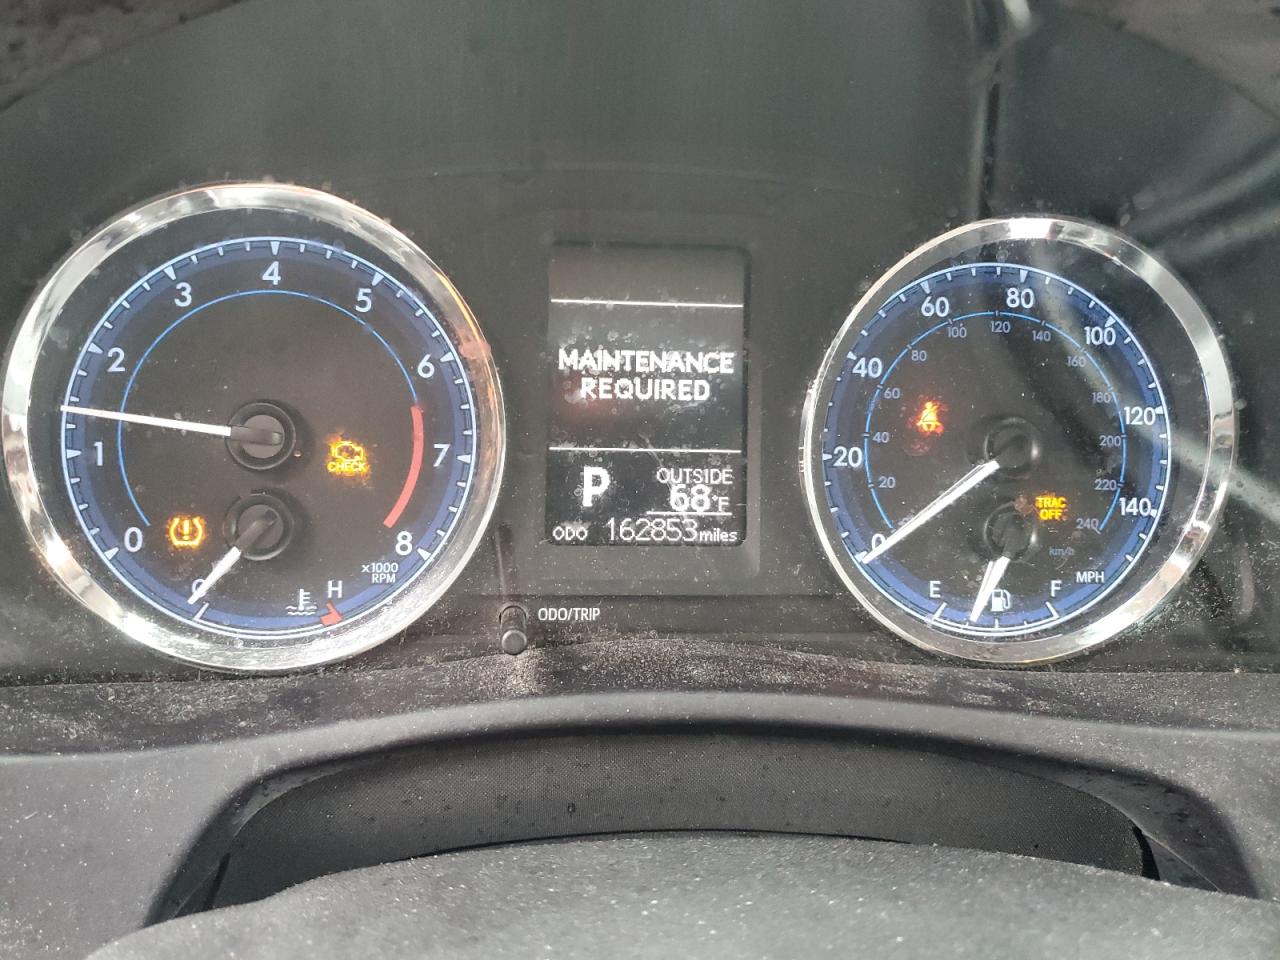 0
1
2
3
4
5
6
7
8
x1000
RPM
CHECK
H
MAINTENANCE
REQUIRED
P
OUTSIDE
68°F
ODO 162853 miles
ODO/TRIP
0
20
40
60
80
100
120
140
20
40
60
80
100
120
140
160
180
200
220
240
km/h
MPH
TRAC
OFF
E
F